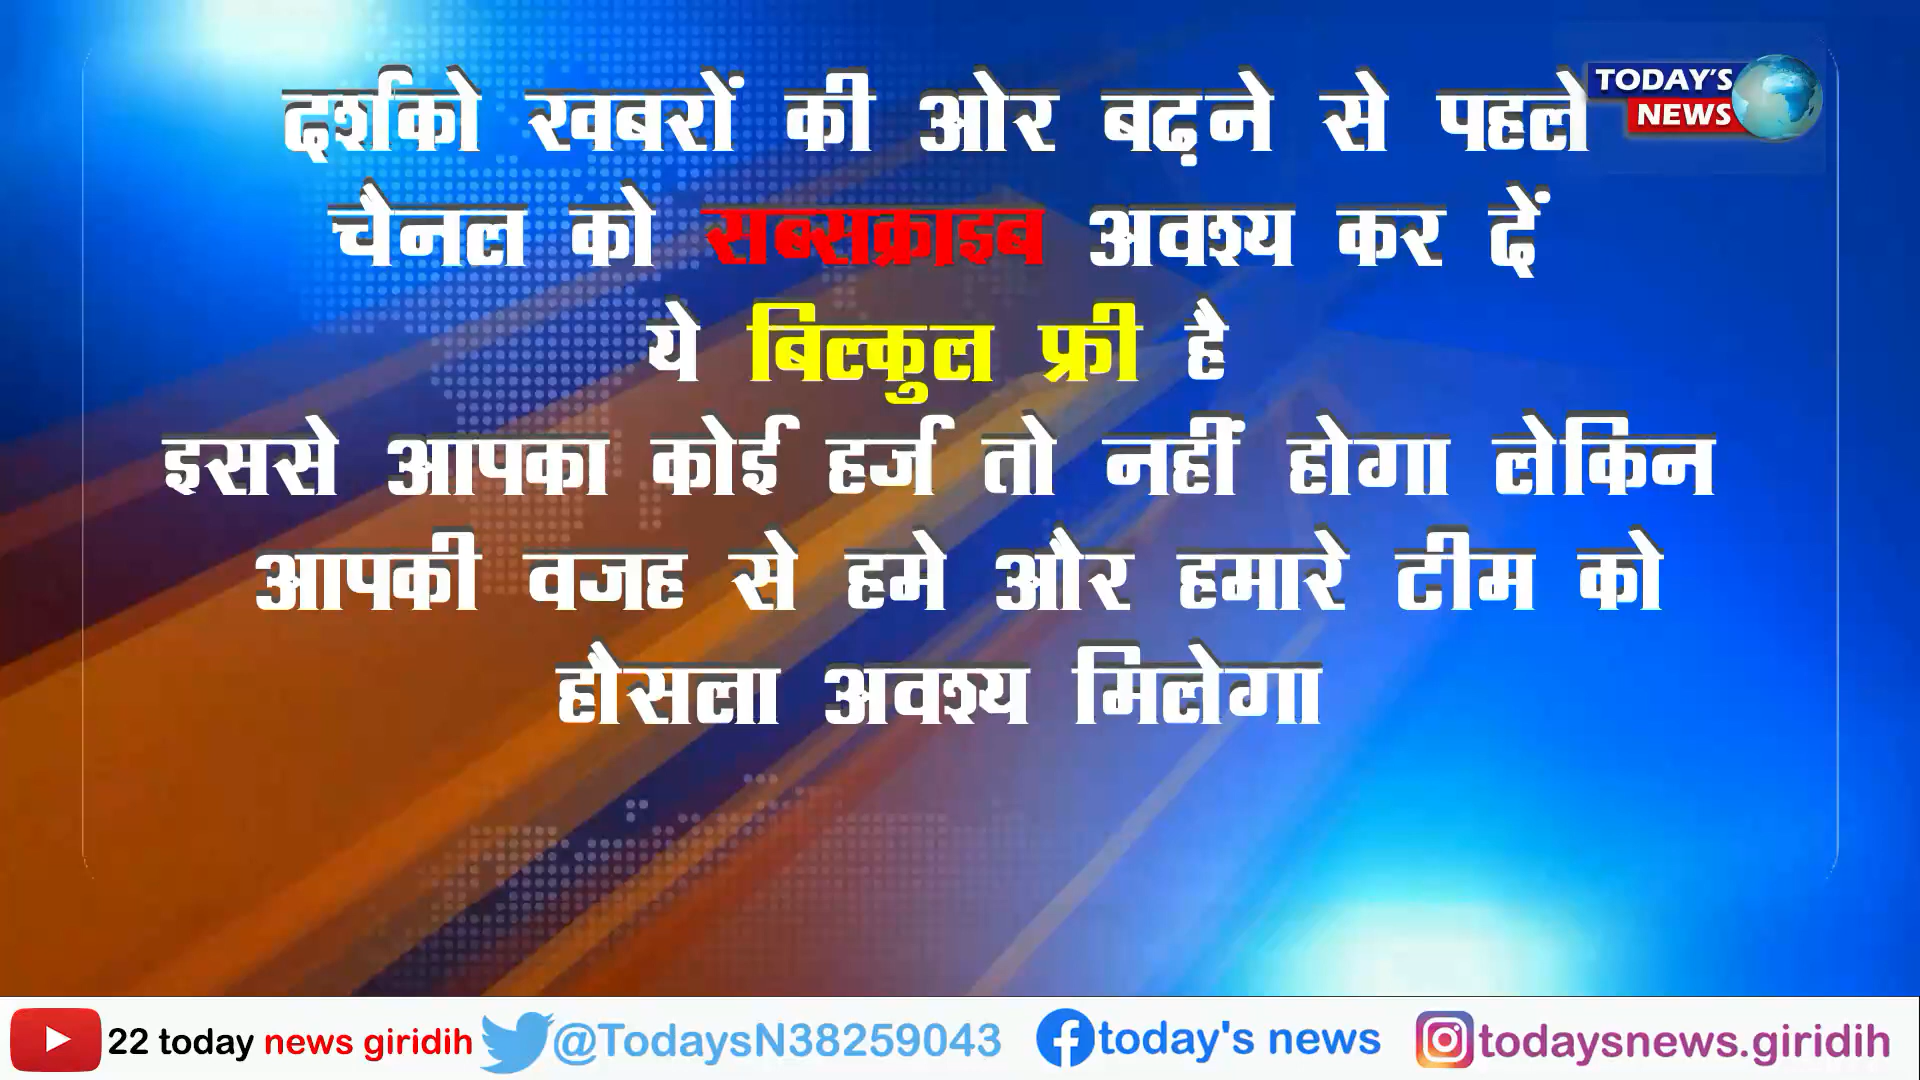 दर्शको खबरों की ओर बढ़ने से पहले
TODAY'S
NEWS
चैनल को सब्सक्राइब अवश्य कर दें
ये बिल्कुल फ्री है
इससे आपका कोई हर्ज तो नहीं होगा लेकिन
आपकी वजह से हमे और हमारे टीम को
हौसला अवश्य मिलेगा
22 today news giridih @TodaysN38259043 today's news todaysnews.giridih